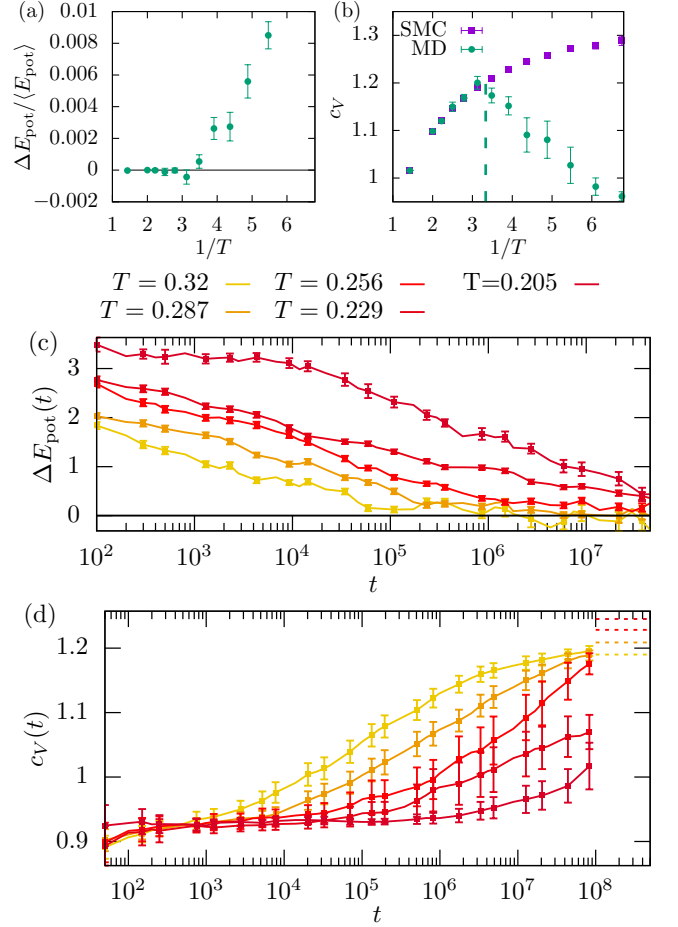 (a)
0.01
0.008
0.006
0.004
0.002
0
−0.002
1 2 3 4 5 6
1/T
ΔE_pot/⟨E_pot⟩
(b)
1.3
1.2
1.1
1
1 2 3 4 5 6
1/T
c_V
SMC
MD
T = 0.32 T = 0.256 T=0.205
T = 0.287 T = 0.229
(c)
3
2
1
0
10^2 10^3 10^4 10^5 10^6 10^7
t
ΔE_pot(t)
(d)
1.2
1.1
1
0.9
10^2 10^3 10^4 10^5 10^6 10^7 10^8
t
c_V(t)